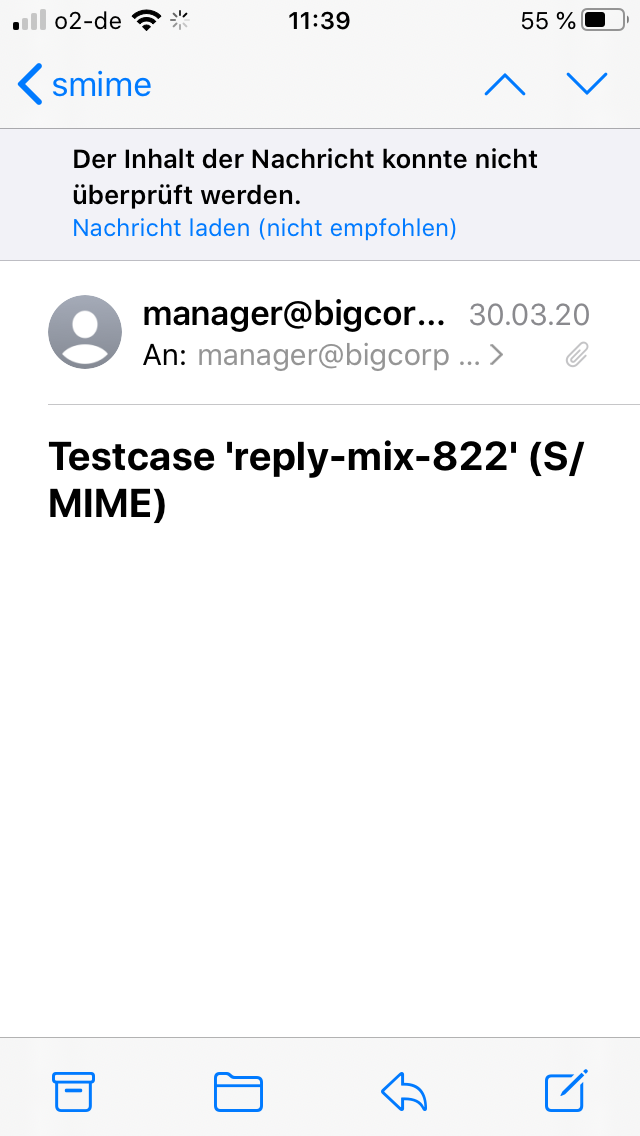 o2-de 11:39 55 %
smime
Der Inhalt der Nachricht konnte nicht
überprüft werden.
Nachricht laden (nicht empfohlen)
manager@bigcor... 30.03.20
An: manager@bigcorp ...
Testcase 'reply-mix-822' (S/
MIME)